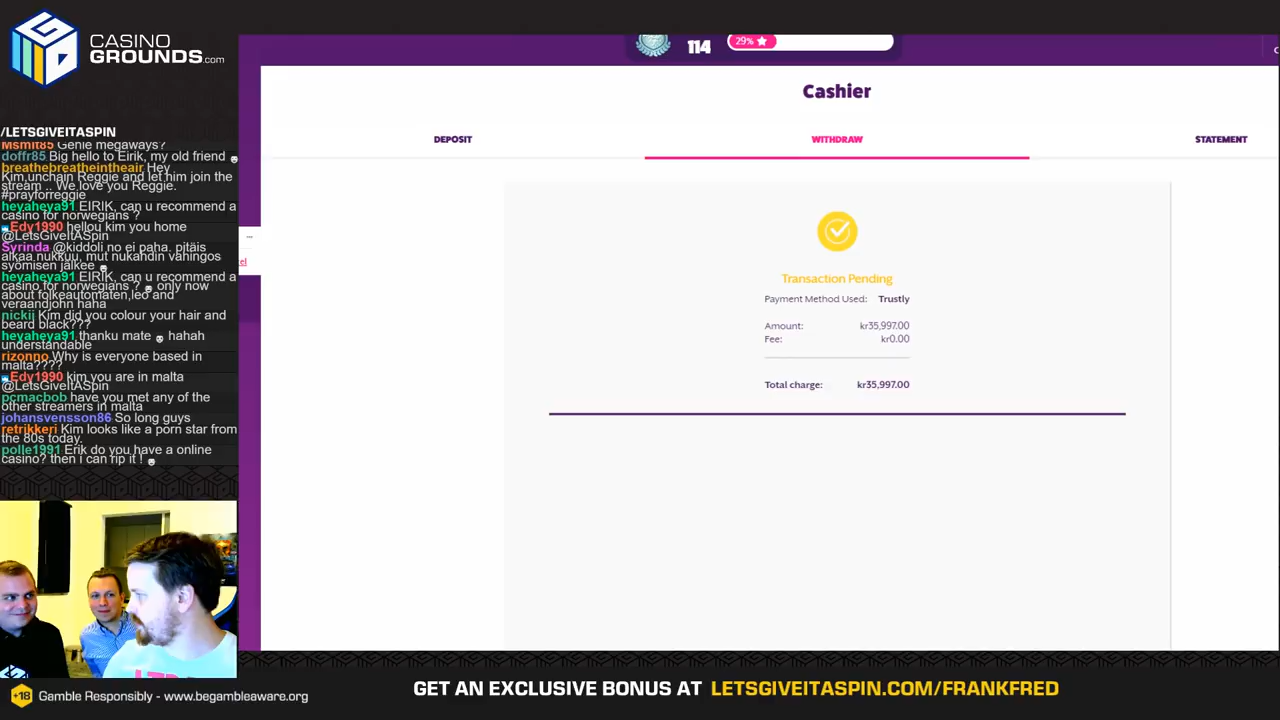 CASINO
GROUNDS.com
114
29%
Cashier
DEPOSIT
WITHDRAW
STATEMENT
/LETSGIVEITASPIN
Msmit85 Genie megaways?
doffr85 Big hello to Eirik, my old friend
breathebreatheintheair Hey
Kim,unchain Reggie and let him join the
stream .. We love you Reggie.
#prayforreggie
heyaheya91 EIRIK, can u recommend a
casino for norwegians ?
Edy1990 hellou kim you home
@LetsGiveItASpin
Syrinda @kiddoli no ei paha. pitäis
alkaa nukkuu, mut nukandin vahingos
syömisen jälkee
heyaheya91 EIRIK, can u recommend a
casino for norwegians ? only now
about folkeautomaten,leo and
veraandjohn haha
nickij Kim did you colour your hair and
beard black???
heyaheya91 thanku mate hahah
understandable
rizonno Why is everyone based in
malta????
Edy1990 kim you are in malta
@LetsGiveItASpin
pcmacbob have you met any of the
other streamers in malta
johansvensson86 So long guys
retrikkeri Kim looks like a porn star from
the 80s today.
polle1991 Erik do you have a online
casino? then i can rip it !
el
Transaction Pending
Payment Method Used: Trustly
Amount: kr35,997.00
Fee: kr0.00
Total charge: kr35,997.00
+18 Gamble Responsibly - www.begambleaware.org
GET AN EXCLUSIVE BONUS AT LETSGIVEITASPIN.COM/FRANKFRED